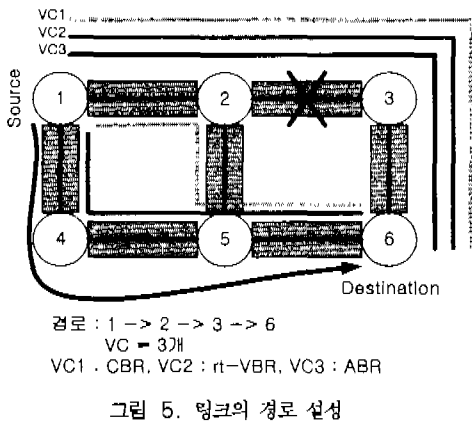 VC1
VC2
VC3
Source
1
2
3
4
5
6
Destination
경로 : 1 -> 2 -> 3 -> 6
VC = 3개
VC1 . CBR, VC2 : rt-VBR, VC3 : ABR
그림 5. 링크의 경로 설정